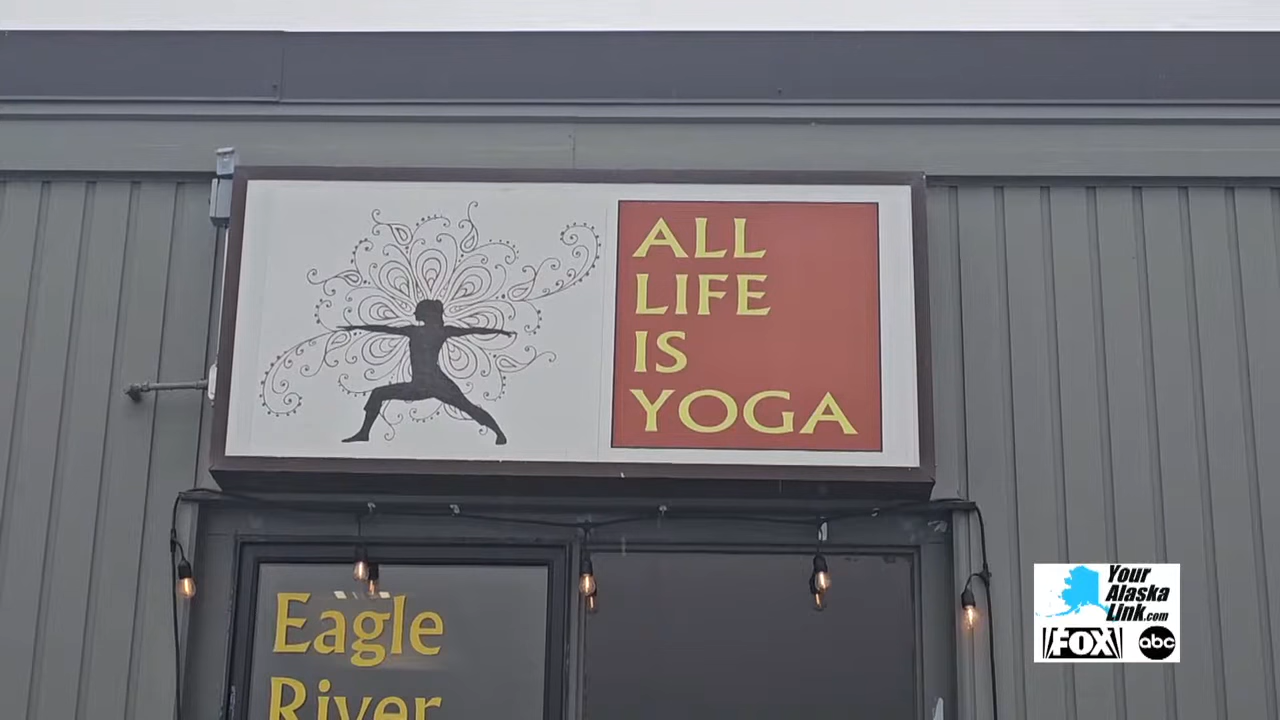 ALL
LIFE
IS
YOGA
Eagle
River
Your
Alaska
Link.com
FOX
abc